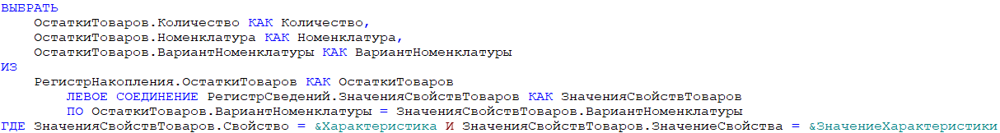 ВЫБРАТЬ
ОстаткиТоваров.Количество КАК Количество,
ОстаткиТоваров.Номенклатура КАК Номенклатура,
ОстаткиТоваров.ВариантНоменклатуры КАК ВариантНоменклатуры
ИЗ
РегистрНакопления.ОстаткиТоваров КАК ОстаткиТоваров
ЛЕВОЕ СОЕДИНЕНИЕ РегистрСведений.ЗначенияСвойствТоваров КАК ЗначенияСвойствТоваров
ПО ОстаткиТоваров.ВариантНоменклатуры = ЗначенияСвойствТоваров.ВариантНоменклатуры
ГДЕ ЗначенияСвойствТоваров.Свойство = &Характеристика И ЗначенияСвойствТоваров.ЗначениеСвойства = &ЗначениеХарактеристики